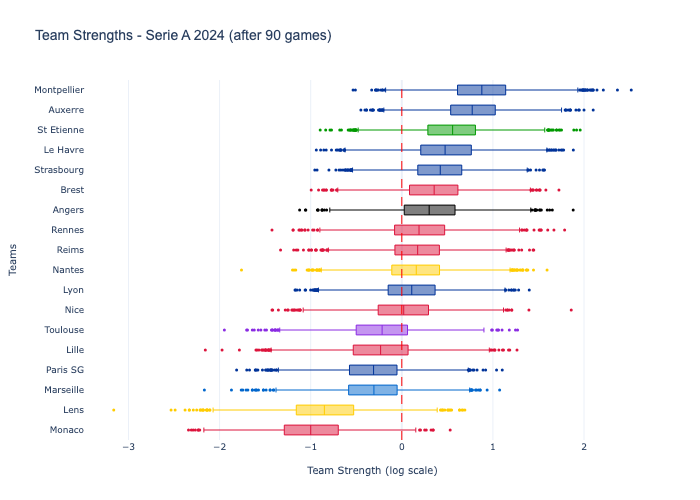 Team Strengths - Serie A 2024 (after 90 games)
Montpellier
Auxerre
St Etienne
Le Havre
Strasbourg
Brest
Angers
Rennes
Reims
Nantes
Lyon
Nice
Toulouse
Lille
Paris SG
Marseille
Lens
Monaco
Teams
−3
−2
−1
0
1
2
Team Strength (log scale)